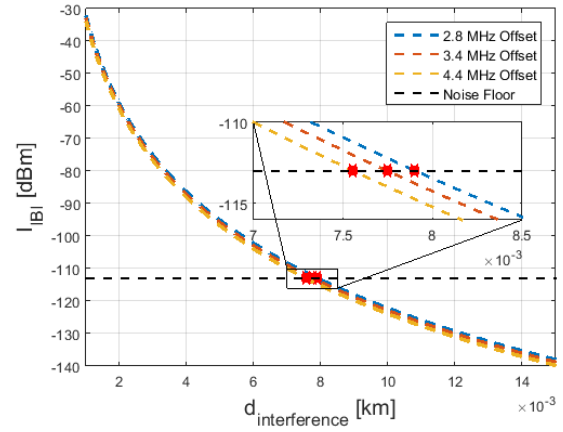 -30
-40
-50
-60
-70
-80
-90
-100
-110
-120
-130
-140
I_IBI [dBm]
2.8 MHz Offset
3.4 MHz Offset
4.4 MHz Offset
Noise Floor
-110
-115
7 7.5 8 8.5
×10⁻³
2 4 6 8 10 12 14
×10⁻³
d_interference [km]